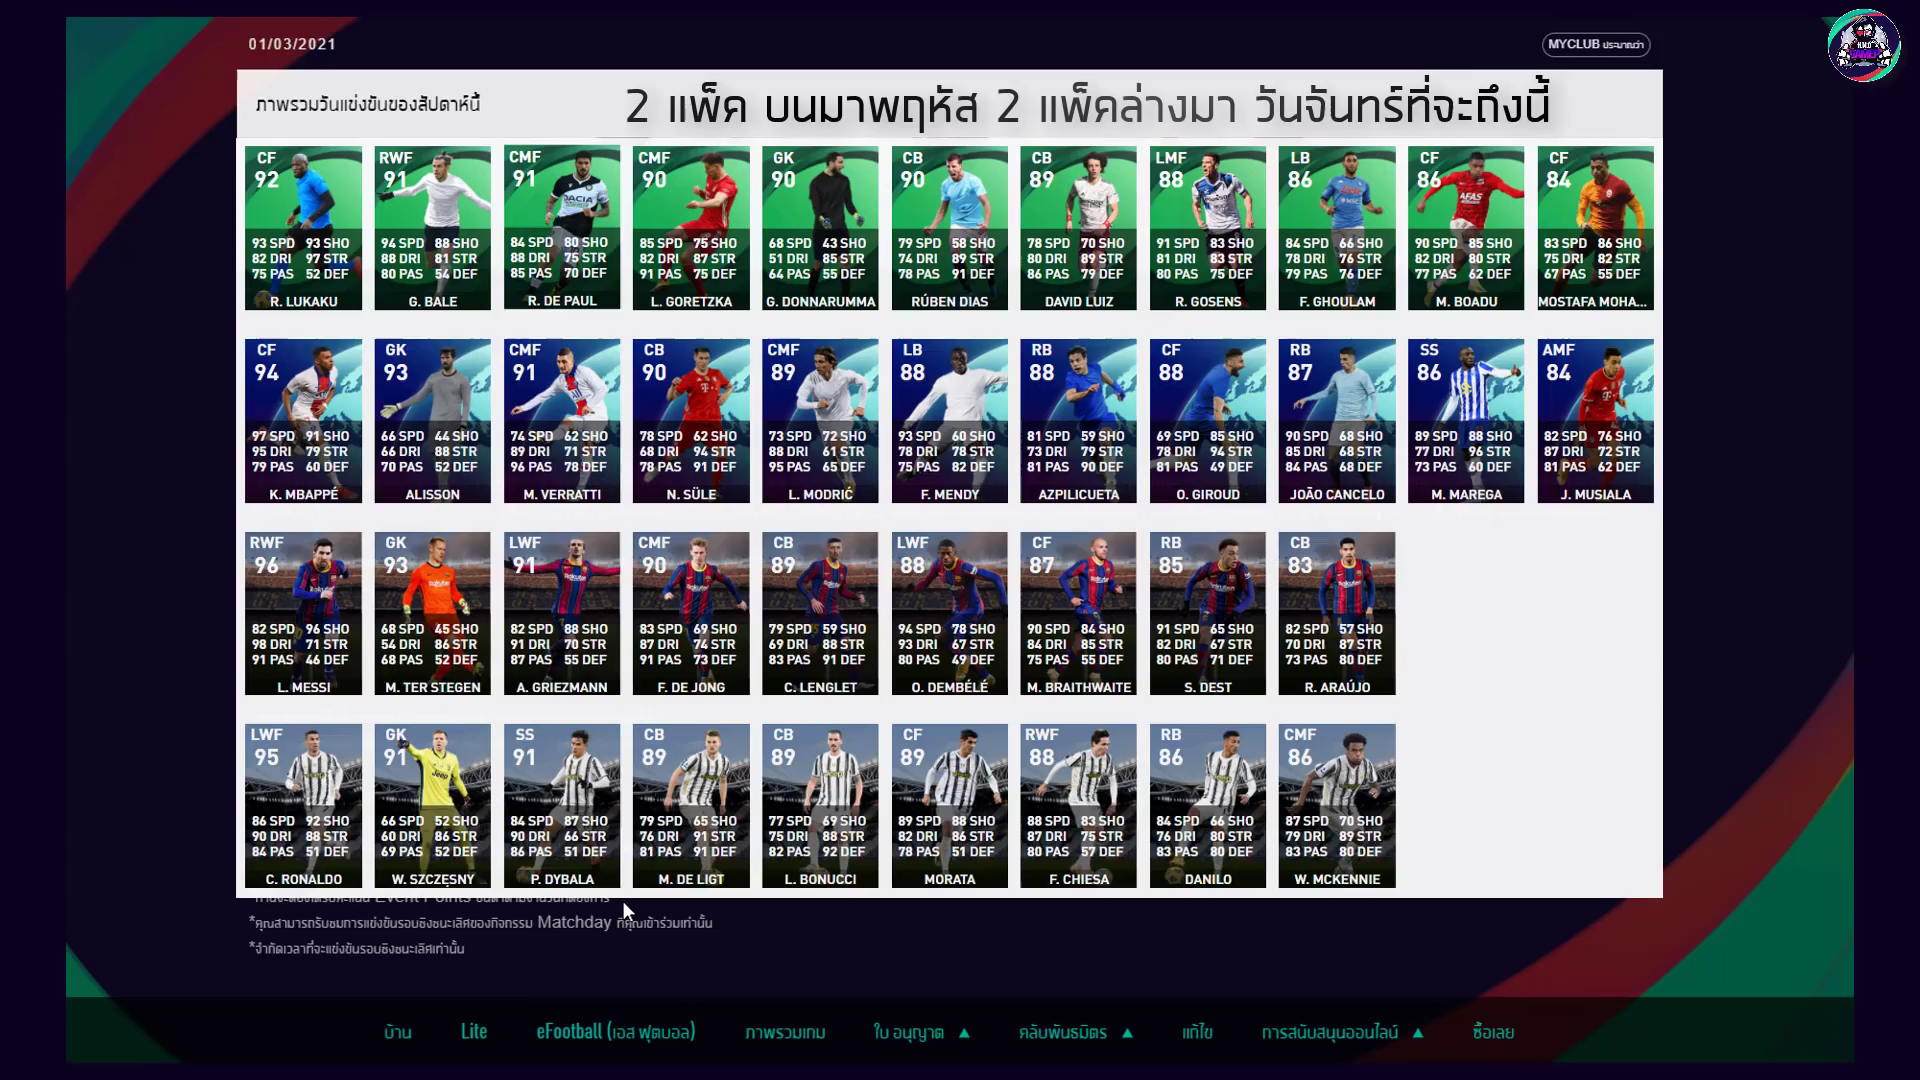 01/03/2021
MYCLUB ประมาณว่า
ภาพรวมวันแข่งขันของสัปดาห์นี้
2 แพ็ค บนมาพฤหัส 2 แพ็คล่างมา วันจันทร์ที่จะถึงนี้
CF RWF CMF CMF GK CB CB LMF LB CF CF
92 91 91 90 90 90 89 88 86 86 84
93 SPD 93 SHO 94 SPD 88 SHO 84 SPD 80 SHO 85 SPD 75 SHO 68 SPD 43 SHO 79 SPD 58 SHO 78 SPD 70 SHO 91 SPD 83 SHO 84 SPD 66 SHO 90 SPD 85 SHO 83 SPD 86 SHO
82 DRI 97 STR 88 DRI 81 STR 88 DRI 75 STR 82 DRI 87 STR 51 DRI 85 STR 74 DRI 89 STR 80 DRI 89 STR 81 DRI 83 STR 78 DRI 76 STR 82 DRI 80 STR 75 DRI 82 STR
75 PAS 52 DEF 80 PAS 54 DEF 85 PAS 70 DEF 91 PAS 75 DEF 64 PAS 55 DEF 78 PAS 91 DEF 86 PAS 79 DEF 80 PAS 75 DEF 79 PAS 76 DEF 77 PAS 62 DEF 67 PAS 55 DEF
R. LUKAKU G. BALE R. DE PAUL L. GORETZKA G. DONNARUMMA RÚBEN DIAS DAVID LUIZ R. GOSENS F. GHOULAM M. BOADU MOSTAFA MOHA...
CF GK CMF CB CMF LB RB CF RB SS AMF
94 93 91 90 89 88 88 88 87 86 84
97 SPD 91 SHO 66 SPD 44 SHO 74 SPD 62 SHO 78 SPD 62 SHO 73 SPD 72 SHO 93 SPD 60 SHO 81 SPD 59 SHO 69 SPD 85 SHO 90 SPD 68 SHO 89 SPD 88 SHO 82 SPD 76 SHO
95 DRI 79 STR 66 DRI 88 STR 89 DRI 71 STR 68 DRI 94 STR 88 DRI 61 STR 78 DRI 78 STR 73 DRI 79 STR 78 DRI 94 STR 85 DRI 68 STR 77 DRI 96 STR 87 DRI 72 STR
79 PAS 60 DEF 70 PAS 52 DEF 96 PAS 78 DEF 78 PAS 91 DEF 95 PAS 65 DEF 75 PAS 82 DEF 81 PAS 90 DEF 81 PAS 49 DEF 84 PAS 68 DEF 73 PAS 60 DEF 81 PAS 62 DEF
K. MBAPPÉ ALISSON M. VERRATTI N. SÜLE L. MODRIĆ F. MENDY AZPILICUETA O. GIROUD JOÃO CANCELO M. MAREGA J. MUSIALA
RWF GK LWF CMF CB LWF CF RB CB
96 93 91 90 89 88 87 85 83
82 SPD 96 SHO 68 SPD 45 SHO 82 SPD 88 SHO 83 SPD 69 SHO 79 SPD 59 SHO 94 SPD 78 SHO 90 SPD 84 SHO 91 SPD 65 SHO 82 SPD 57 SHO
98 DRI 71 STR 54 DRI 86 STR 91 DRI 70 STR 87 DRI 74 STR 69 DRI 88 STR 93 DRI 67 STR 84 DRI 85 STR 82 DRI 67 STR 70 DRI 87 STR
91 PAS 46 DEF 68 PAS 52 DEF 87 PAS 55 DEF 91 PAS 73 DEF 83 PAS 91 DEF 80 PAS 49 DEF 75 PAS 55 DEF 80 PAS 71 DEF 73 PAS 80 DEF
L. MESSI M. TER STEGEN A. GRIEZMANN F. DE JONG C. LENGLET O. DEMBÉLÉ M. BRAITHWAITE S. DEST R. ARAÚJO
LWF GK SS CB CB CF RWF RB CMF
95 91 91 89 89 89 88 86 86
86 SPD 92 SHO 66 SPD 52 SHO 84 SPD 87 SHO 79 SPD 65 SHO 77 SPD 69 SHO 89 SPD 88 SHO 88 SPD 83 SHO 84 SPD 66 SHO 87 SPD 70 SHO
90 DRI 88 STR 60 DRI 86 STR 90 DRI 66 STR 76 DRI 91 STR 75 DRI 88 STR 82 DRI 86 STR 87 DRI 75 STR 76 DRI 80 STR 79 DRI 89 STR
84 PAS 51 DEF 69 PAS 52 DEF 86 PAS 51 DEF 81 PAS 91 DEF 82 PAS 92 DEF 78 PAS 51 DEF 80 PAS 57 DEF 83 PAS 80 DEF 83 PAS 80 DEF
C. RONALDO W. SZCZĘSNY P. DYBALA M. DE LIGT L. BONUCCI MORATA F. CHIESA DANILO W. MCKENNIE
Event Points
*คุณสามารถรับชมการแข่งขันรอบชิงชนะเลิศของกิจกรรม Matchday ที่คุณเข้าร่วมเท่านั้น
*จำกัดเวลาที่จะแข่งขันรอบชิงชนะเลิศเท่านั้น
บ้าน Lite eFootball (เอส ฟุตบอล) ภาพรวมเกม ใบ อนุญาต ▲ คลับพันธมิตร ▲ แก้ไข การสนับสนุนออนไลน์ ▲ ซื้อเลย